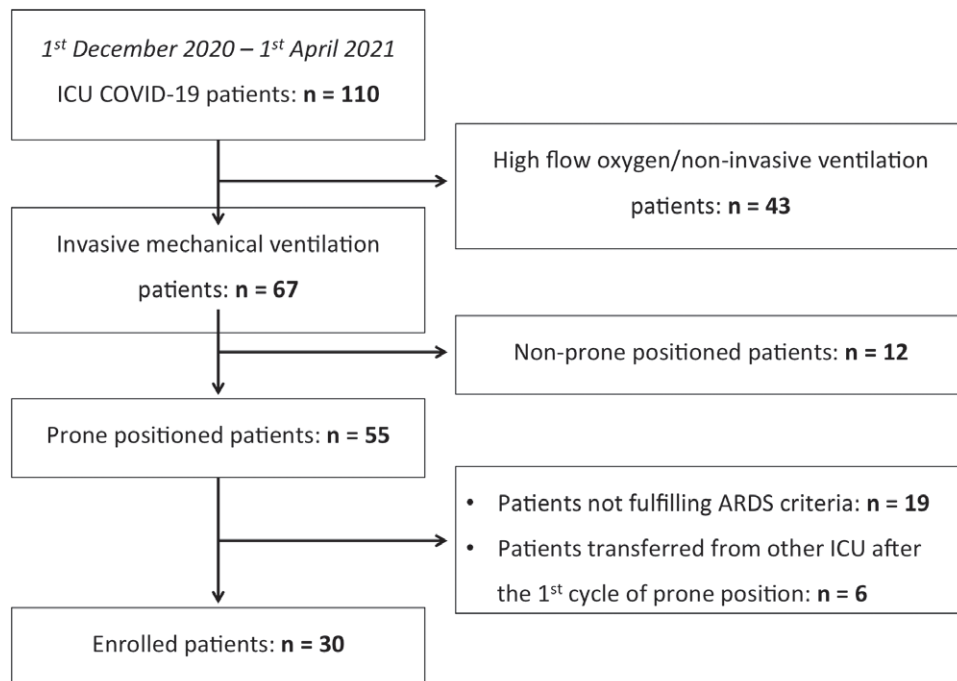 1st December 2020 – 1st April 2021
ICU COVID-19 patients: n = 110
High flow oxygen/non-invasive ventilation
patients: n = 43
Invasive mechanical ventilation
patients: n = 67
Non-prone positioned patients: n = 12
Prone positioned patients: n = 55
• Patients not fulfilling ARDS criteria: n = 19
• Patients transferred from other ICU after
the 1st cycle of prone position: n = 6
Enrolled patients: n = 30